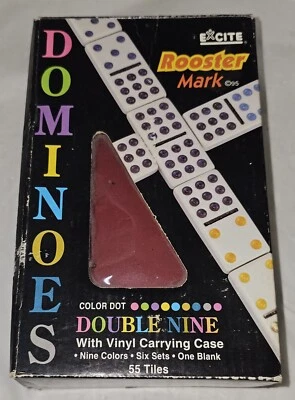 DOMINOES
EXCITE
Rooster
Mark ©95
COLOR DOT
DOUBLE NINE
With Vinyl Carrying Case
• Nine Colors • Six Sets • One Blank
55 Tiles